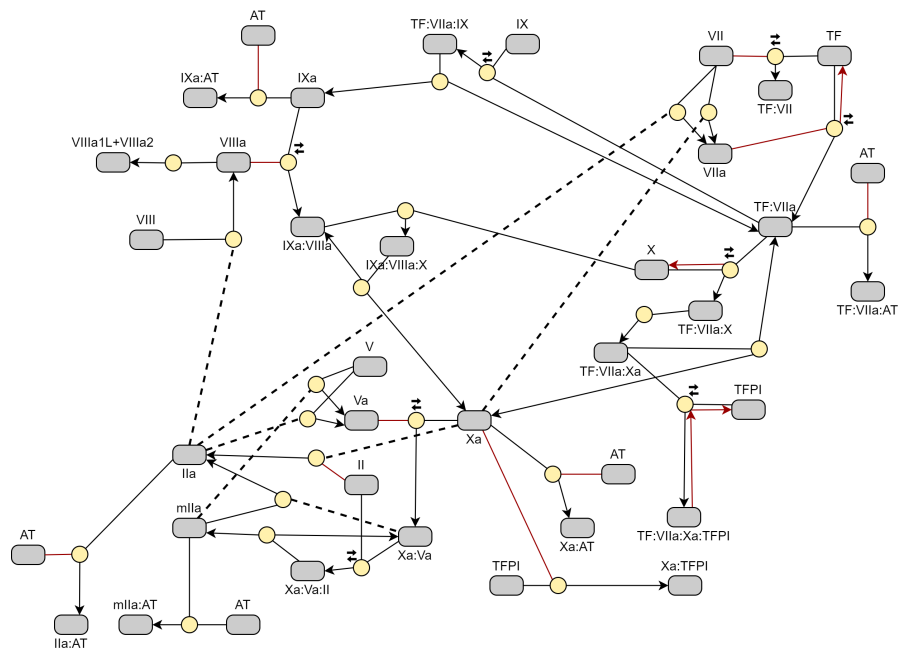 AT
TF:VIIa:IX
IX
VII
TF
IXa:AT
IXa
TF:VII
VIIIa1L+VIIIa2
VIIIa
VIIa
AT
VIII
IXa:VIIIa
TF:VIIa
IXa:VIIIa:X
X
TF:VIIa:AT
TF:VIIa:X
V
TF:VIIa:Xa
TFPI
Va
Xa
IIa
II
AT
mIIa
TF:VIIa:Xa:TFPI
AT
Xa:AT
Xa:Va
Xa:Va:II
TFPI
Xa:TFPI
mIIa:AT
AT
IIa:AT